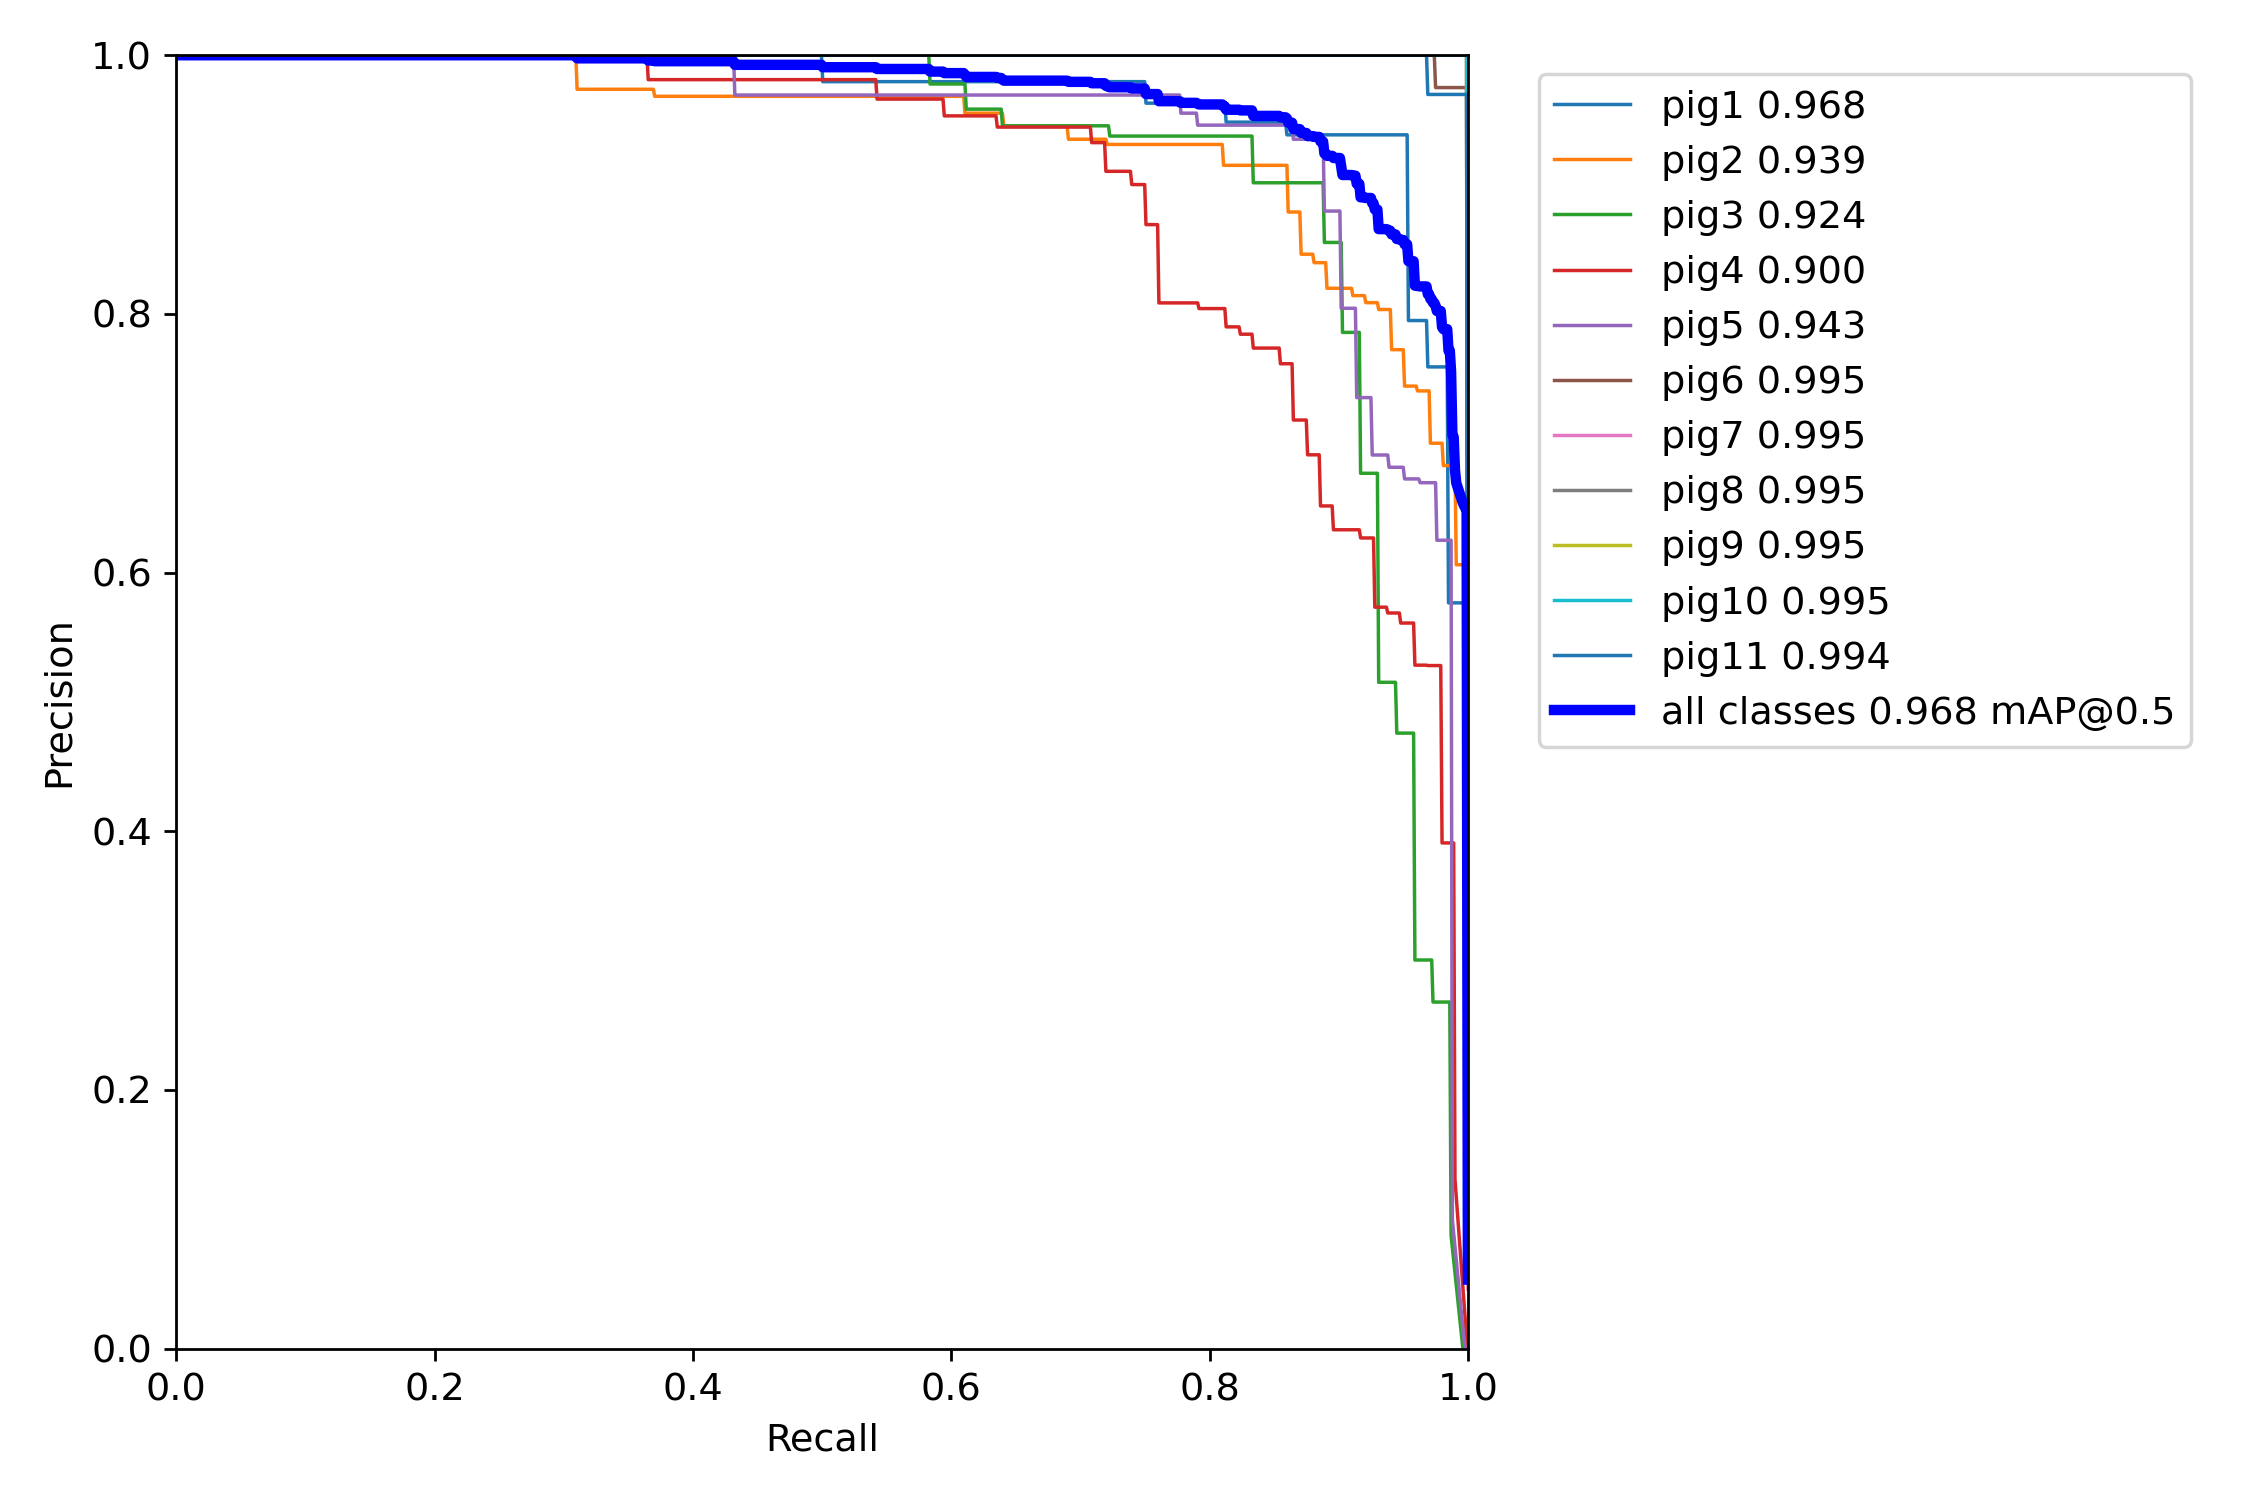 1.0
0.8
0.6
0.4
0.2
0.0
Precision
0.0 0.2 0.4 0.6 0.8 1.0
Recall
pig1 0.968
pig2 0.939
pig3 0.924
pig4 0.900
pig5 0.943
pig6 0.995
pig7 0.995
pig8 0.995
pig9 0.995
pig10 0.995
pig11 0.994
all classes 0.968 mAP@0.5